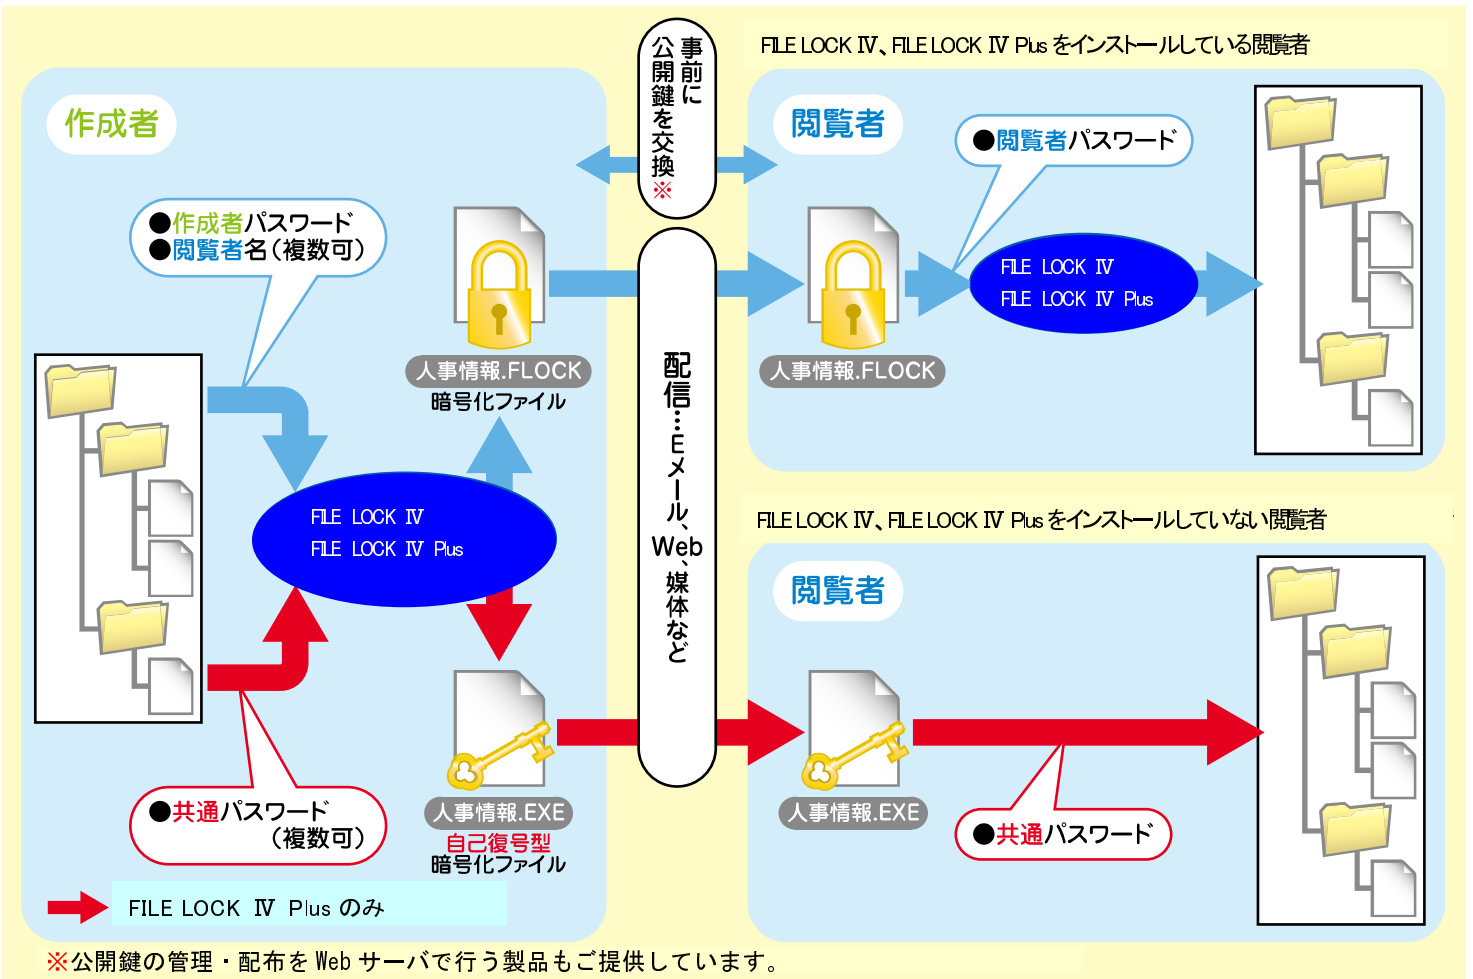 作成者
●作成者パスワード
●閲覧者名(複数可)
人事情報.FLOCK
暗号化ファイル
FILE LOCK Ⅳ
FILE LOCK Ⅳ Plus
●共通パスワード
(複数可)
人事情報.EXE
自己復号型
暗号化ファイル
FILE LOCK Ⅳ Plus のみ
事前に
公開鍵を交換※
配信…Eメール、Web、媒体など
FILE LOCK Ⅳ、FILE LOCK Ⅳ Plus をインストールしている閲覧者
閲覧者
●閲覧者パスワード
人事情報.FLOCK
FILE LOCK Ⅳ
FILE LOCK Ⅳ Plus
FILE LOCK Ⅳ、FILE LOCK Ⅳ Plus をインストールしていない閲覧者
閲覧者
人事情報.EXE
●共通パスワード
※公開鍵の管理・配布を Web サーバで行う製品もご提供しています。